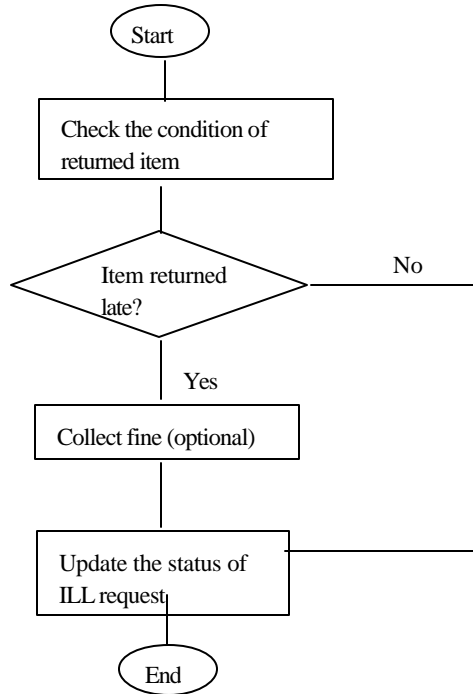 Start
Check the condition of
returned item
Item returned
late?
No
Yes
Collect fine (optional)
Update the status of
ILL request
End